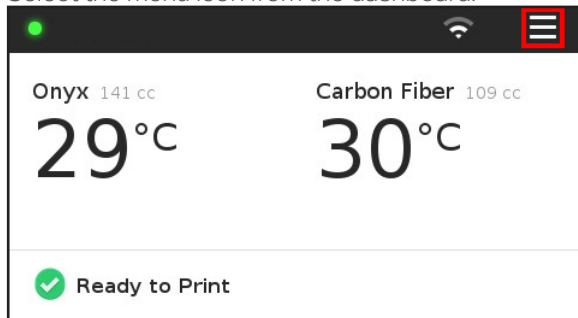 Select the menu icon from the dashboard.
Onyx 141 cc
Carbon Fiber 109 cc
29°C
30°C
Ready to Print